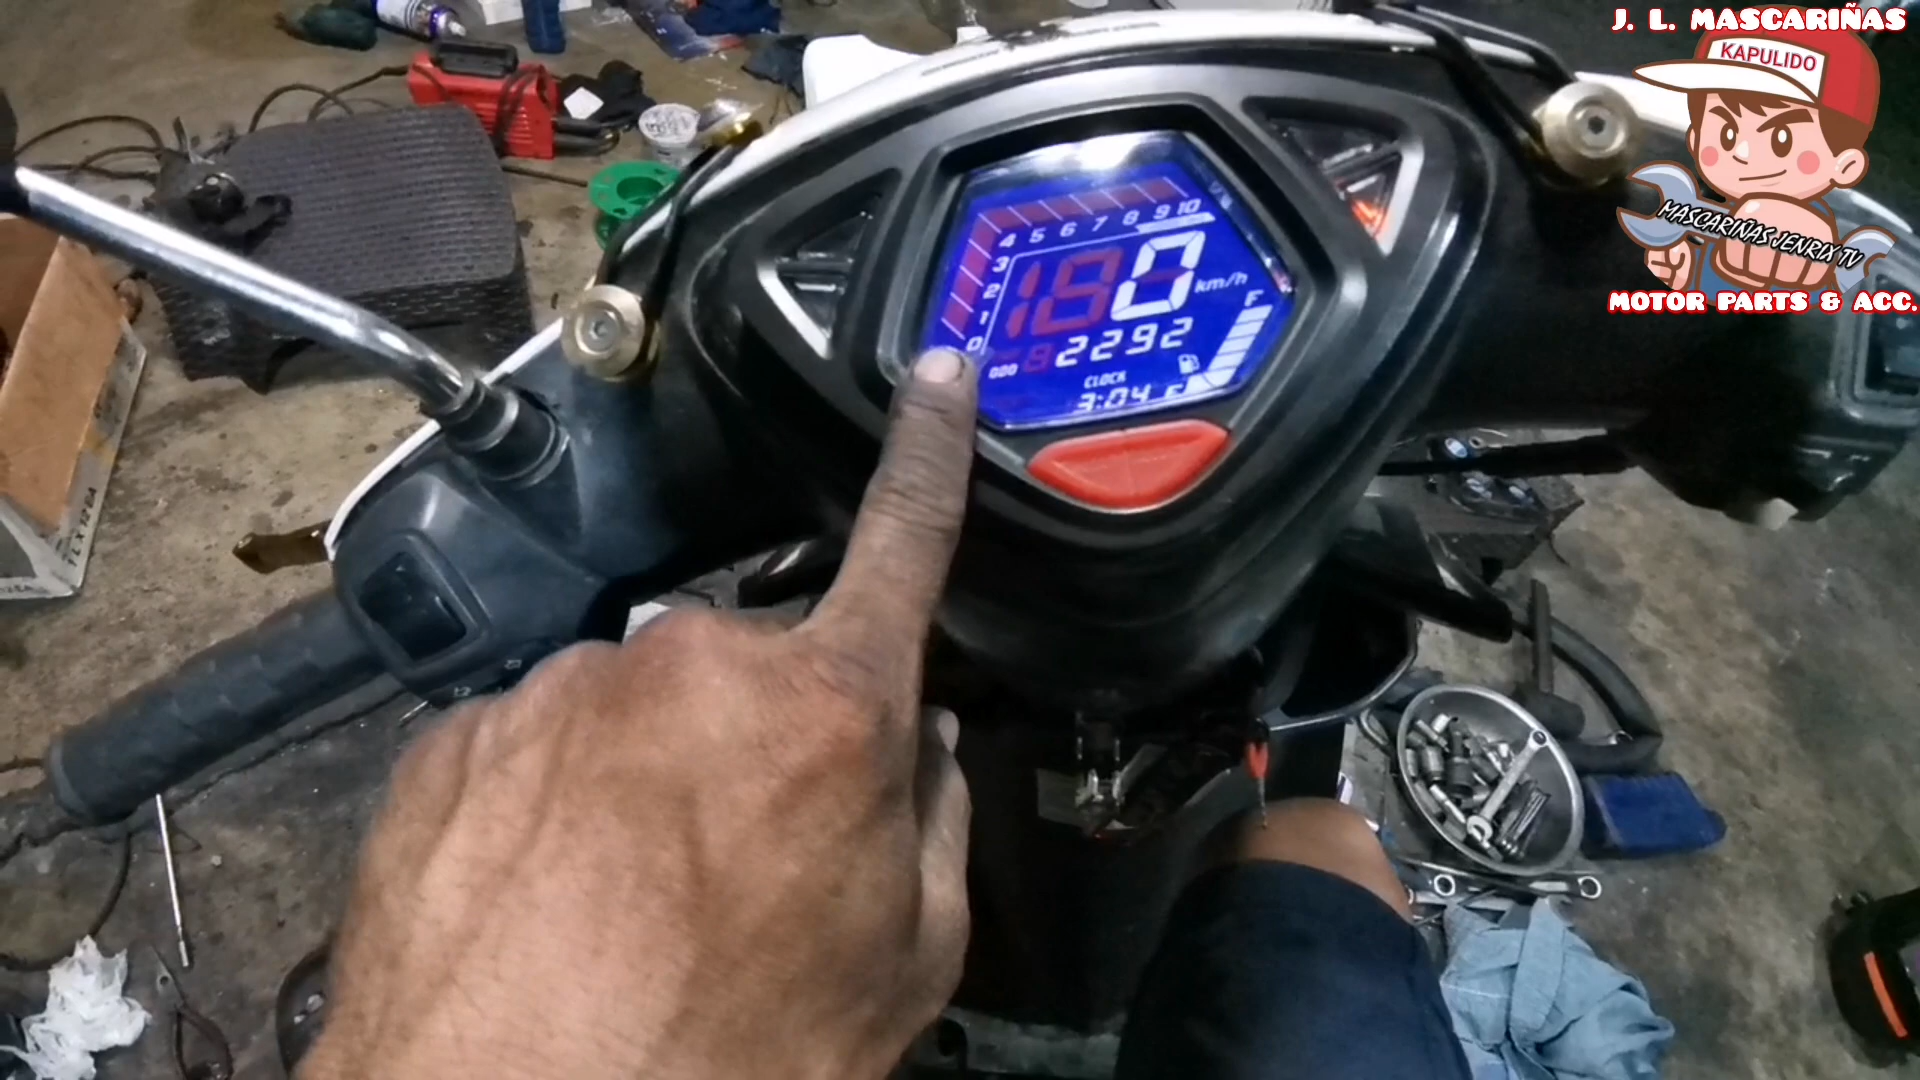 J. L. MASCARIÑAS
KAPULIDO
MASCARIÑAS JENRIX TV
MOTOR PARTS & ACC.
4 5 6 7 8 9 10
3
2
1
0
0 km/h
F
ODO 2292
CLOCK
3:04 E